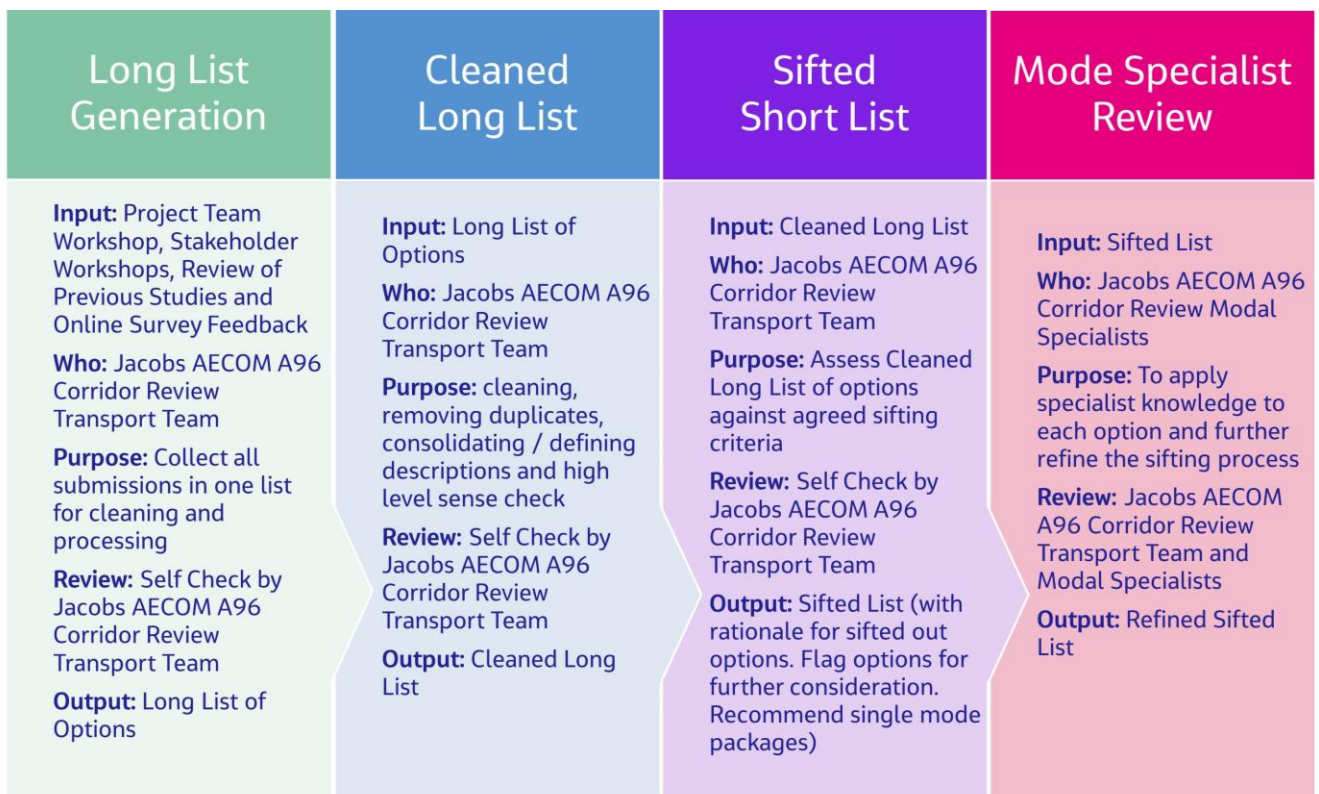 Long List
Generation
Input: Project Team
Workshop, Stakeholder
Workshops, Review of
Previous Studies and
Online Survey Feedback
Who: Jacobs AECOM A96
Corridor Review
Transport Team
Purpose: Collect all
submissions in one list
for cleaning and
processing
Review: Self Check by
Jacobs AECOM A96
Corridor Review
Transport Team
Output: Long List of
Options
Cleaned
Long List
Input: Long List of
Options
Who: Jacobs AECOM A96
Corridor Review
Transport Team
Purpose: cleaning,
removing duplicates,
consolidating / defining
descriptions and high
level sense check
Review: Self Check by
Jacobs AECOM A96
Corridor Review
Transport Team
Output: Cleaned Long
List
Sifted
Short List
Input: Cleaned Long List
Who: Jacobs AECOM A96
Corridor Review
Transport Team
Purpose: Assess Cleaned
Long List of options
against agreed sifting
criteria
Review: Self Check by
Jacobs AECOM A96
Corridor Review
Transport Team
Output: Sifted List (with
rationale for sifted out
options. Flag options for
further consideration.
Recommend single mode
packages)
Mode Specialist
Review
Input: Sifted List
Who: Jacobs AECOM A96
Corridor Review Modal
Specialists
Purpose: To apply
specialist knowledge to
each option and further
refine the sifting process
Review: Jacobs AECOM
A96 Corridor Review
Transport Team and
Modal Specialists
Output: Refined Sifted
List